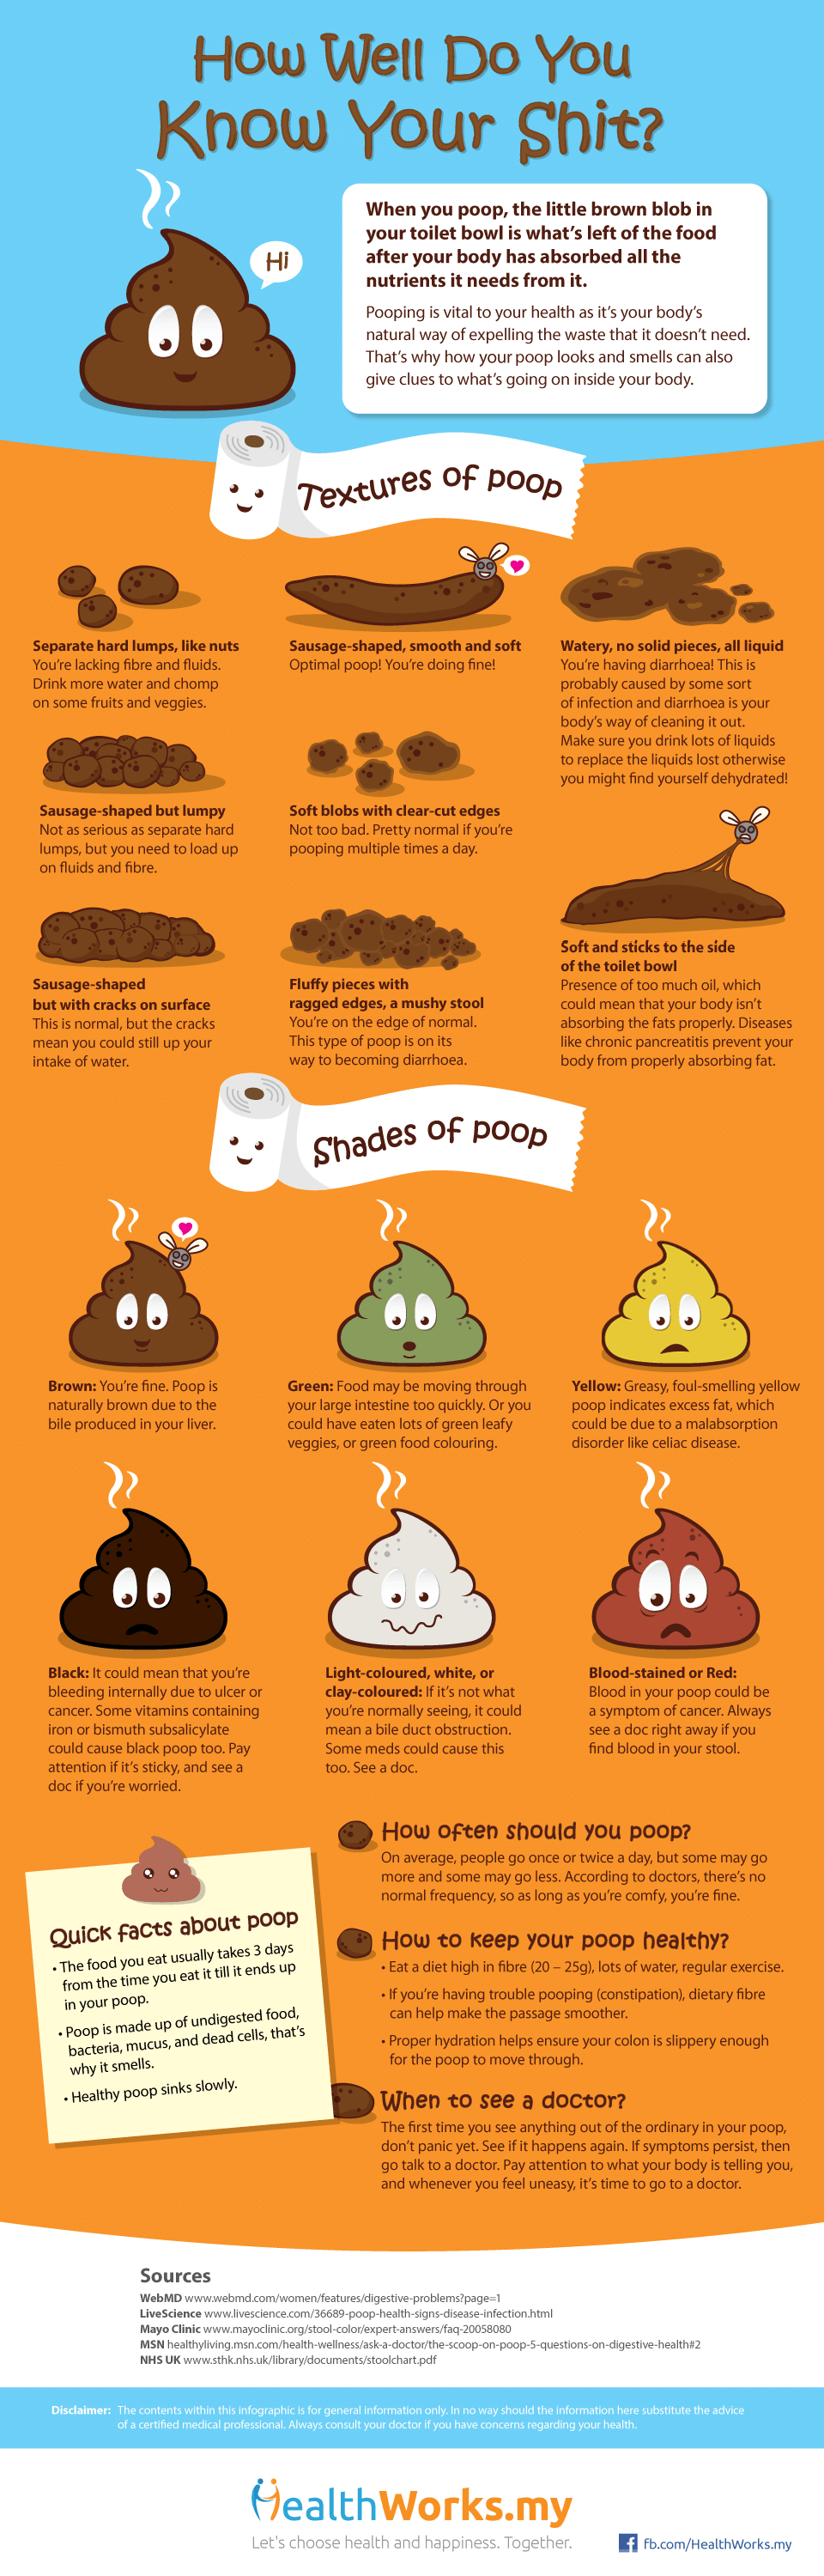 How Well Do You
Know Your Shit?
Hi
When you poop, the little brown blob in
your toilet bowl is what's left of the food
after your body has absorbed all the
nutrients it needs from it.
Pooping is vital to your health as it's your body's
natural way of expelling the waste that it doesn't need.
That's why how your poop looks and smells can also
give clues to what's going on inside your body.
Textures of poop
Separate hard lumps, like nuts
You're lacking fibre and fluids.
Drink more water and chomp
on some fruits and veggies.
Sausage-shaped, smooth and soft
Optimal poop! You're doing fine!
Watery, no solid pieces, all liquid
You're having diarrhoea! This is
probably caused by some sort
of infection and diarrhoea is your
body's way of cleaning it out.
Make sure you drink lots of liquids
to replace the liquids lost otherwise
you might find yourself dehydrated!
Sausage-shaped but lumpy
Not as serious as separate hard
lumps, but you need to load up
on fluids and fibre.
Soft blobs with clear-cut edges
Not too bad. Pretty normal if you're
pooping multiple times a day.
Sausage-shaped
but with cracks on surface
This is normal, but the cracks
mean you could still up your
intake of water.
Fluffy pieces with
ragged edges, a mushy stool
You're on the edge of normal.
This type of poop is on its
way to becoming diarrhoea.
Soft and sticks to the side
of the toilet bowl
Presence of too much oil, which
could mean that your body isn't
absorbing the fats properly. Diseases
like chronic pancreatitis prevent your
body from properly absorbing fat.
Shades of poop
Brown: You're fine. Poop is
naturally brown due to the
bile produced in your liver.
Green: Food may be moving through
your large intestine too quickly. Or you
could have eaten lots of green leafy
veggies, or green food colouring.
Yellow: Greasy, foul-smelling yellow
poop indicates excess fat, which
could be due to a malabsorption
disorder like celiac disease.
Black: It could mean that you're
bleeding internally due to ulcer or
cancer. Some vitamins containing
iron or bismuth subsalicylate
could cause black poop too. Pay
attention if it's sticky, and see a
doc if you're worried.
Light-coloured, white, or
clay-coloured: If it's not what
you're normally seeing, it could
mean a bile duct obstruction.
Some meds could cause this
too. See a doc.
Blood-stained or Red:
Blood in your poop could be
a symptom of cancer. Always
see a doc right away if you
find blood in your stool.
Quick facts about poop
• The food you eat usually takes 3 days
from the time you eat it till it ends up
in your poop.
• Poop is made up of undigested food,
bacteria, mucus, and dead cells, that's
why it smells.
• Healthy poop sinks slowly.
How often should you poop?
On average, people go once or twice a day, but some may go
more and some may go less. According to doctors, there's no
normal frequency, so as long as you're comfy, you're fine.
How to keep your poop healthy?
• Eat a diet high in fibre (20 – 25g), lots of water, regular exercise.
• If you're having trouble pooping (constipation), dietary fibre
can help make the passage smoother.
• Proper hydration helps ensure your colon is slippery enough
for the poop to move through.
When to see a doctor?
The first time you see anything out of the ordinary in your poop,
don't panic yet. See if it happens again. If symptoms persist, then
go talk to a doctor. Pay attention to what your body is telling you,
and whenever you feel uneasy, it's time to go to a doctor.
Sources
WebMD www.webmd.com/women/features/digestive-problems?page=1
LiveScience www.livescience.com/36689-poop-health-signs-disease-infection.html
Mayo Clinic www.mayoclinic.org/stool-color/expert-answers/faq-20058080
MSN healthyliving.msn.com/health-wellness/ask-a-doctor/the-scoop-on-poop-5-questions-on-digestive-health#2
NHS UK www.sthk.nhs.uk/library/documents/stoolchart.pdf
Disclaimer: The contents within this infographic is for general information only. In no way should the information here substitute the advice
of a certified medical professional. Always consult your doctor if you have concerns regarding your health.
HealthWorks.my
Let's choose health and happiness. Together.
fb.com/HealthWorks.my